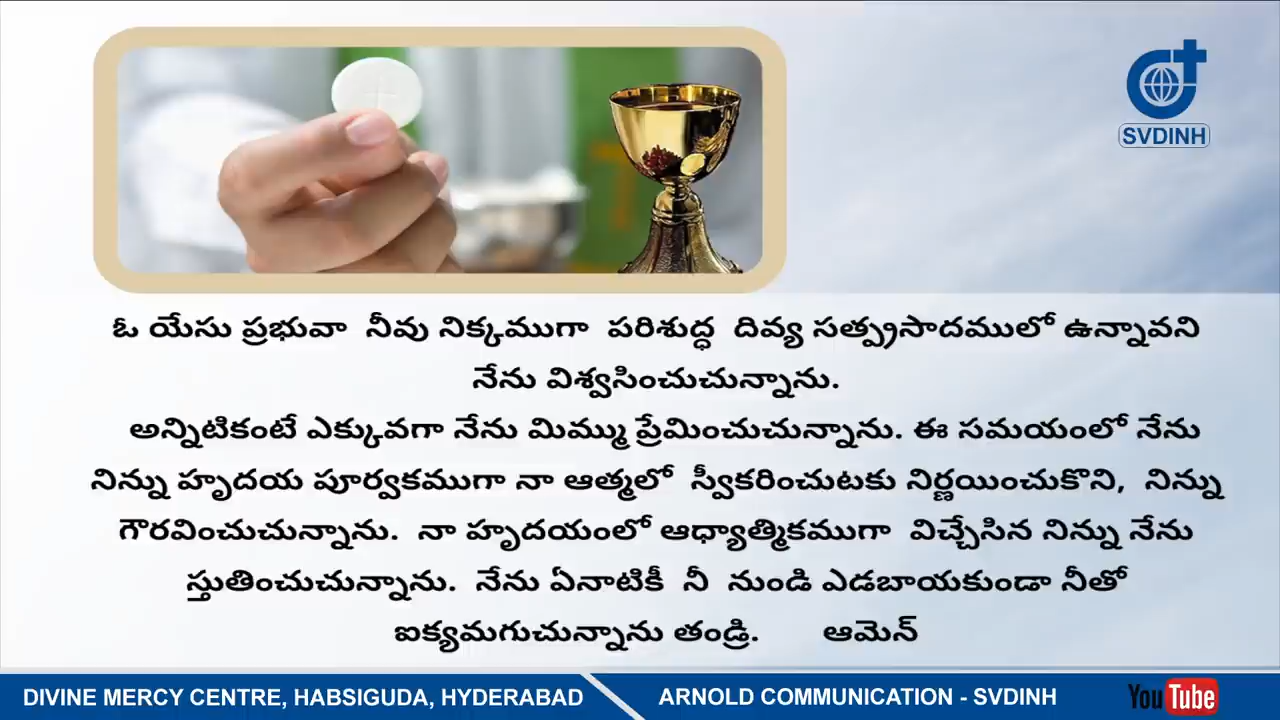 SVDINH
ఓ యేసు ప్రభువా నీవు నిక్కముగా పరిశుద్ధ దివ్య సత్ప్రసాదములో ఉన్నావని
నేను విశ్వసించుచున్నాను.
అన్నిటికంటే ఎక్కువగా నేను మిమ్ము ప్రేమించుచున్నాను. ఈ సమయంలో నేను
నిన్ను హృదయ పూర్వకముగా నా ఆత్మలో స్వీకరించుటకు నిర్ణయించుకొని, నిన్ను
గౌరవించుచున్నాను. నా హృదయంలో ఆధ్యాత్మికముగా విచ్చేసిన నిన్ను నేను
స్తుతించుచున్నాను. నేను ఏనాటికీ నీ నుండి ఎడబాయకుండా నీతో
ఐక్యమగుచున్నాను తండ్రి. ఆమెన్
DIVINE MERCY CENTRE, HABSIGUDA, HYDERABAD ARNOLD COMMUNICATION - SVDINH YouTube